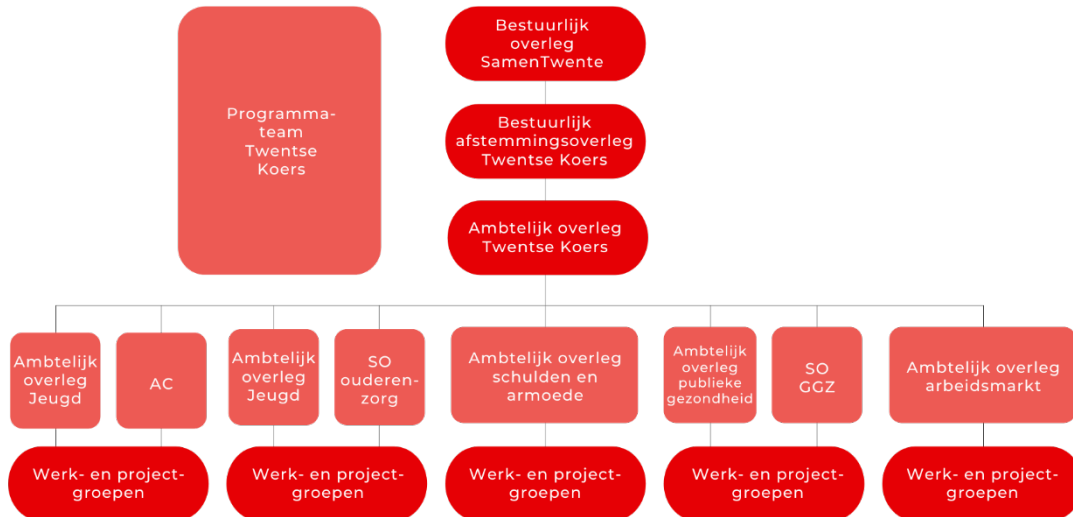 Programma-
team
Twentse
Koers
Bestuurlijk
overleg
SamenTwente
Bestuurlijk
afstemmingsoverleg
Twentse Koers
Ambtelijk overleg
Twentse Koers
Ambtelijk
overleg
Jeugd
AC
Ambtelijk
overleg
Jeugd
SO
ouderen-
zorg
Ambtelijk overleg
schulden en
armoede
Ambtelijk
overleg
publieke
gezondheid
SO
GGZ
Ambtelijk overleg
arbeidsmarkt
Werk- en project-
groepen
Werk- en project-
groepen
Werk- en project-
groepen
Werk- en project-
groepen
Werk- en project-
groepen